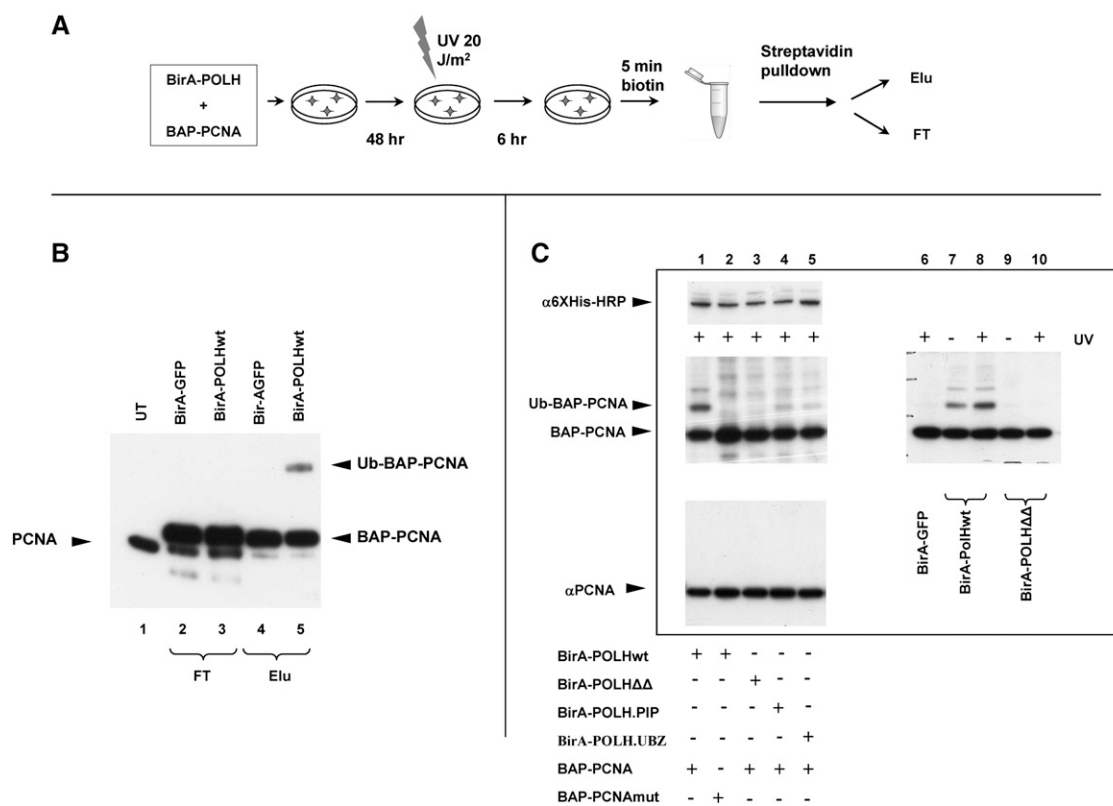 A
BirA-POLH
+
BAP-PCNA
48 hr
UV 20
J/m²
6 hr
5 min
biotin
Streptavidin
pulldown
Elu
FT
B
UT
BirA-GFP
BirA-POLHwt
Bir-AGFP
BirA-POLHwt
Ub-BAP-PCNA
PCNA
BAP-PCNA
1 2 3 4 5
FT Elu
C
1 2 3 4 5 6 7 8 9 10
α6XHis-HRP
+ + + + + + - + - + UV
Ub-BAP-PCNA
BAP-PCNA
BirA-GFP
BirA-PolHwt
BirA-POLHΔΔ
αPCNA
BirA-POLHwt + + - - -
BirA-POLHΔΔ - - + - -
BirA-POLH.PIP - - - + -
BirA-POLH.UBZ - - - - +
BAP-PCNA + - + + +
BAP-PCNAmut - + - - -